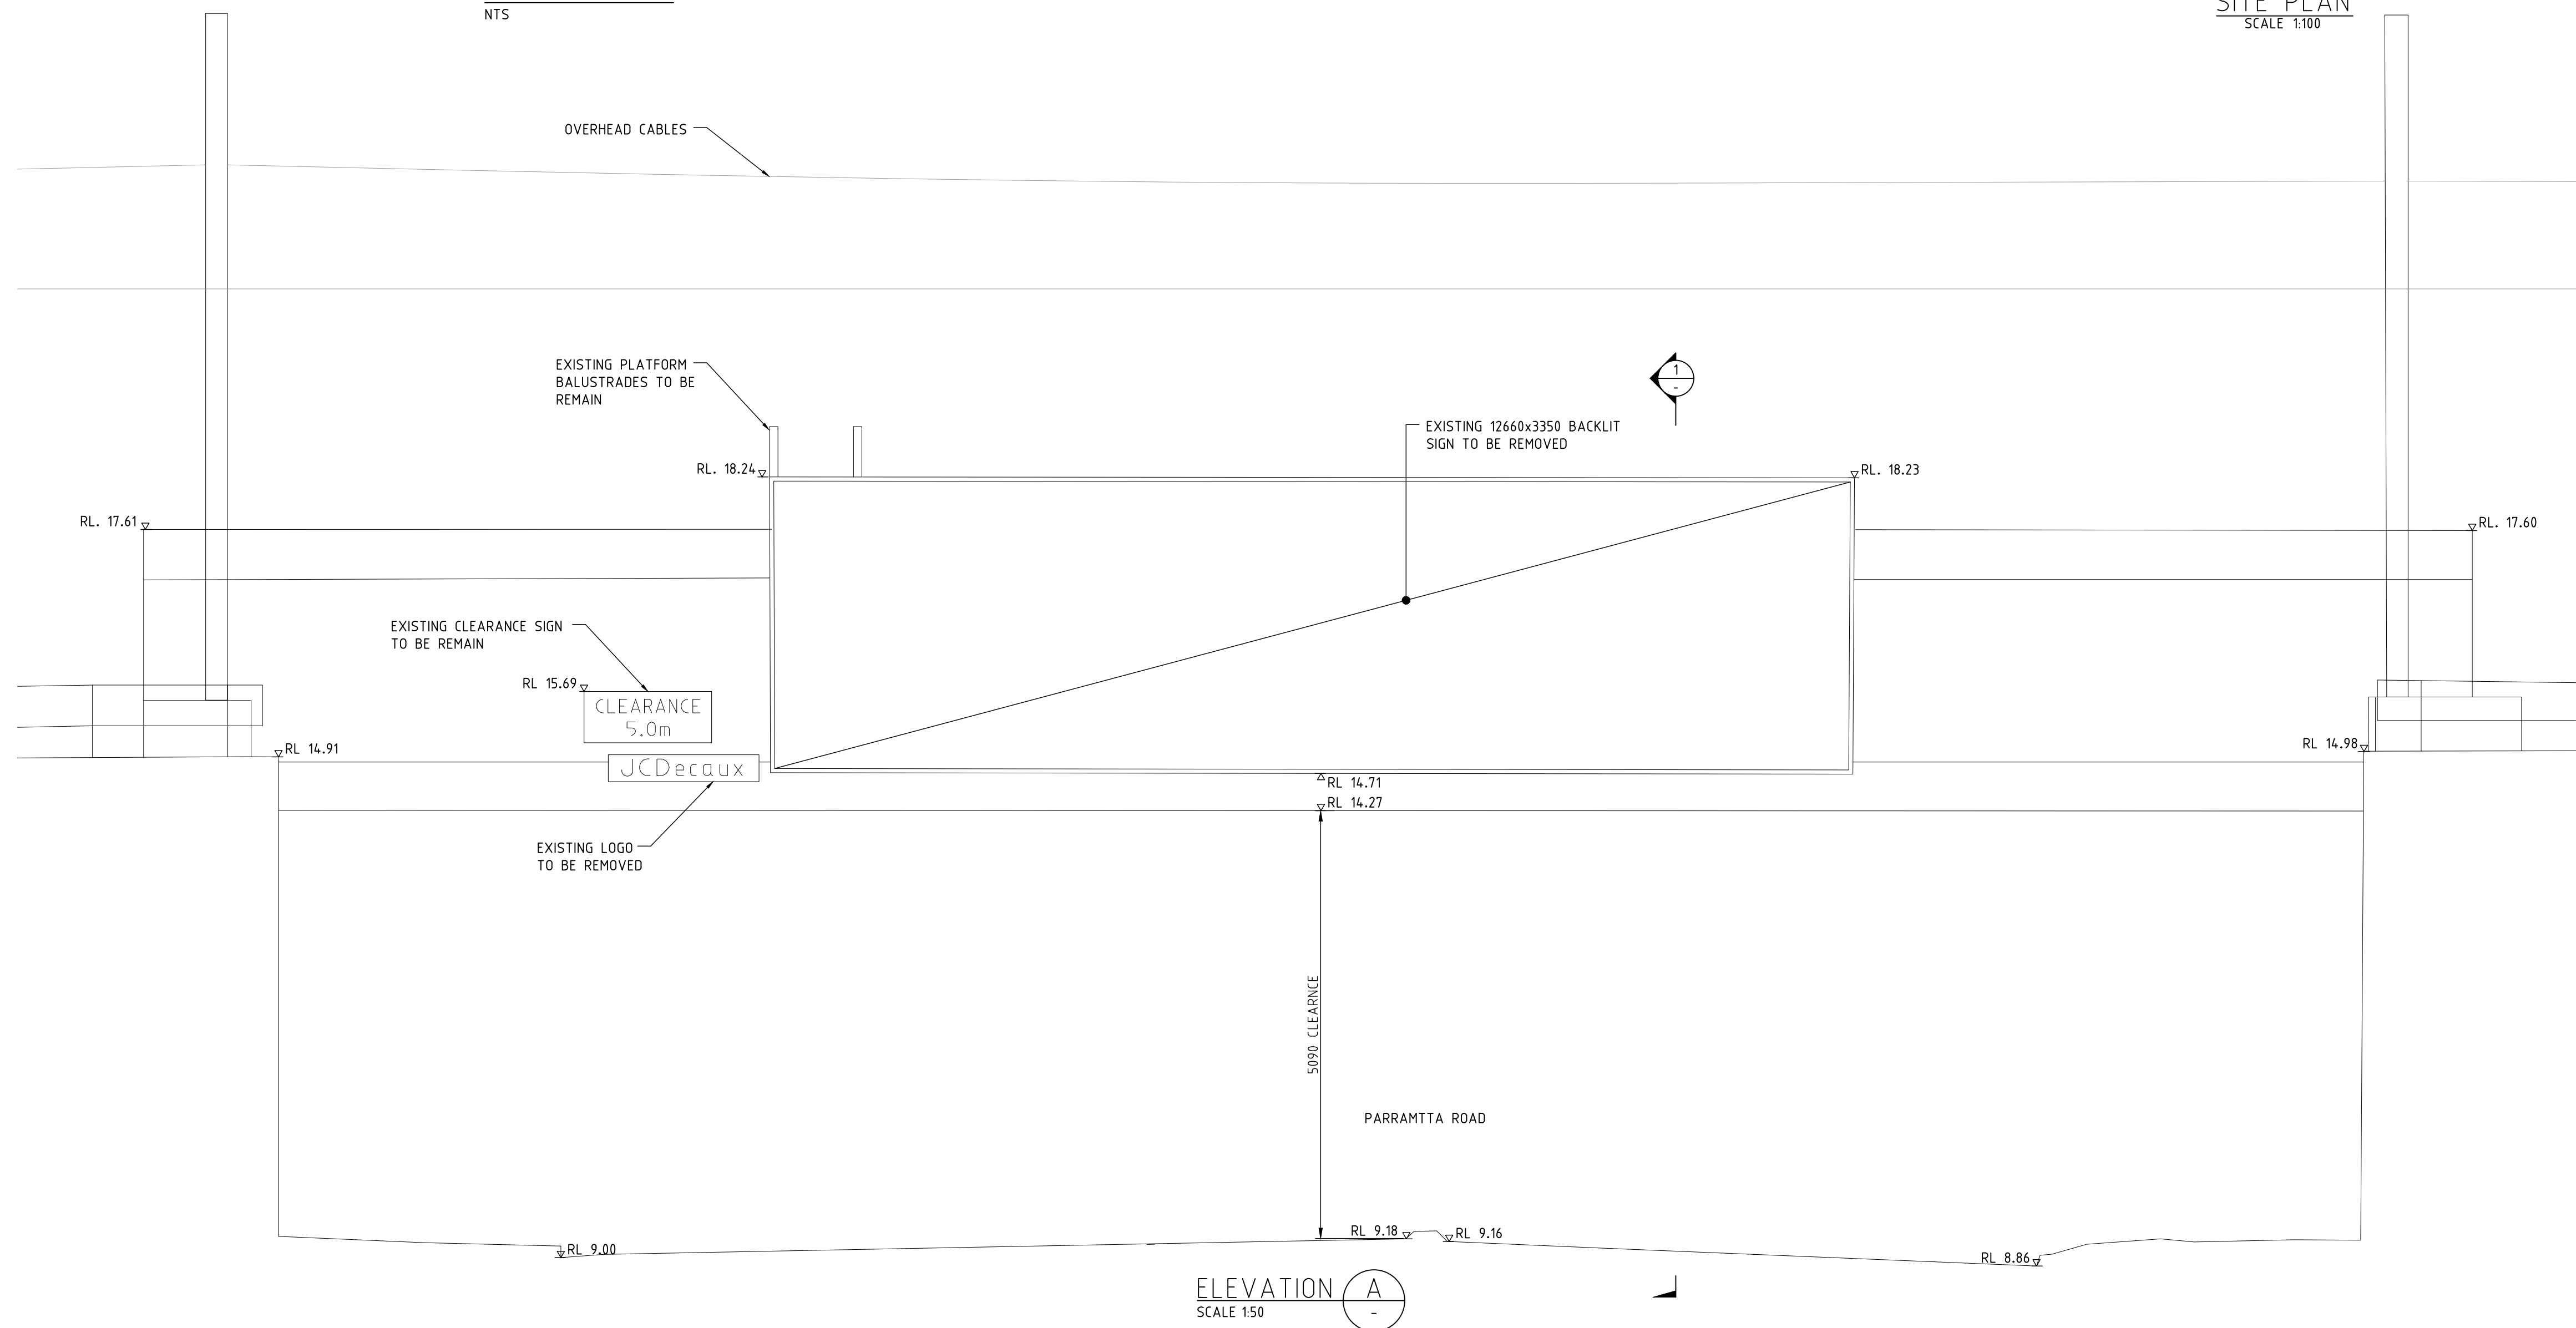 NTS
SITE PLAN
SCALE 1:100
OVERHEAD CABLES
EXISTING PLATFORM
BALUSTRADES TO BE
REMAIN
1
-
EXISTING 12660x3350 BACKLIT
SIGN TO BE REMOVED
RL. 18.24
RL. 18.23
RL. 17.61
RL. 17.60
EXISTING CLEARANCE SIGN
TO BE REMAIN
RL 15.69
CLEARANCE
5.0m
RL 14.91
RL 14.98
JCDecaux
RL 14.71
RL 14.27
EXISTING LOGO
TO BE REMOVED
5090 CLEARNCE
PARRAMTTA ROAD
RL 9.18
RL 9.16
RL 9.00
RL 8.86
ELEVATION
A
-
SCALE 1:50